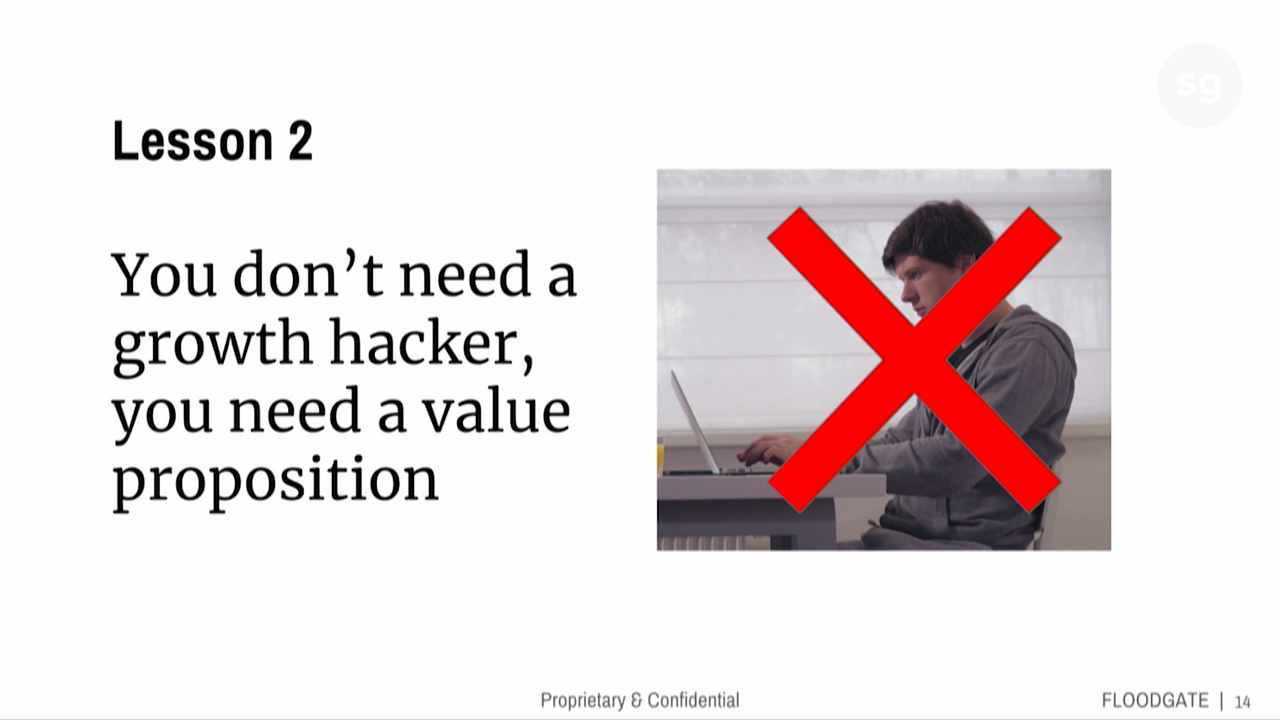 sg
Lesson 2
You don’t need a
growth hacker,
you need a value
proposition
Proprietary & Confidential
FLOODGATE | 14